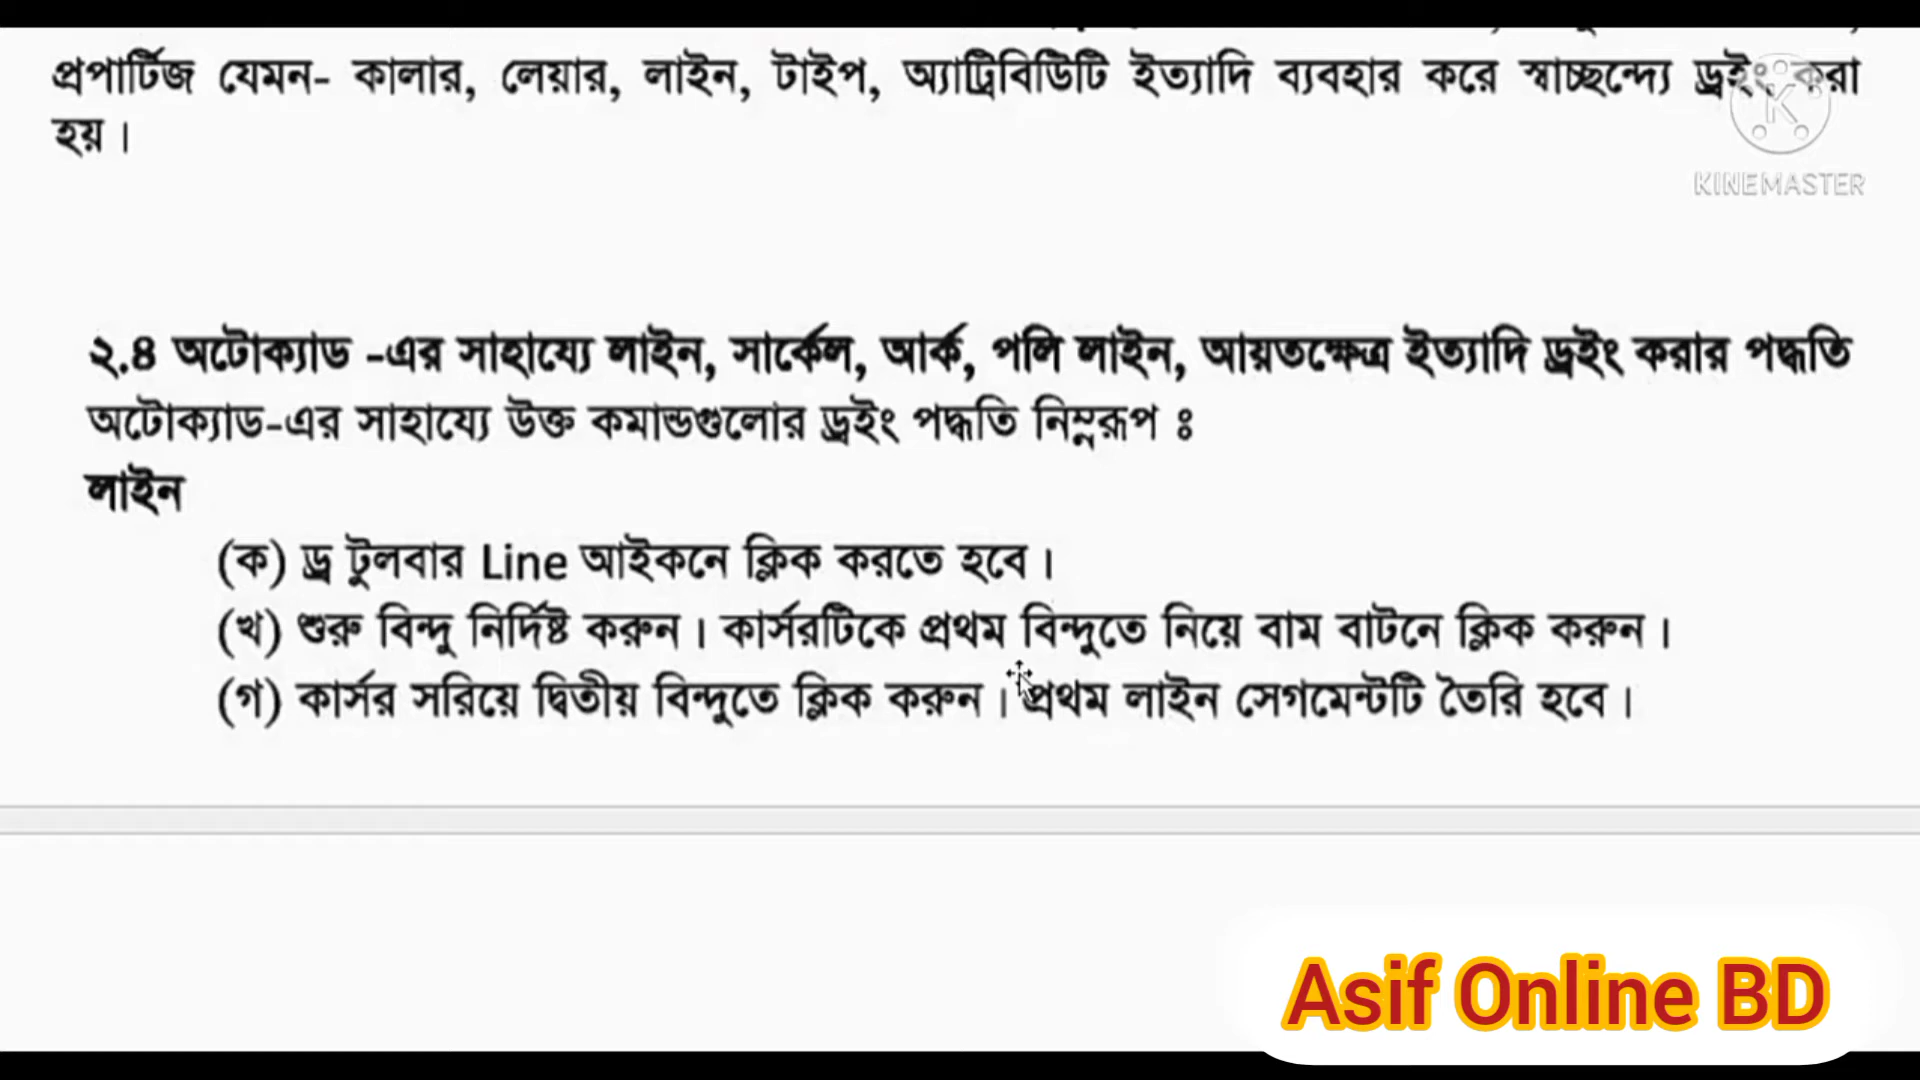 প্রপার্টিজ যেমন- কালার, লেয়ার, লাইন, টাইপ, অ্যাট্রিবিউটি ইত্যাদি ব্যবহার করে স্বাচ্ছন্দ্যে ড্রইং করা
হয়।
KINEMASTER
২.৪ অটোক্যাড -এর সাহায্যে লাইন, সার্কেল, আর্ক, পলি লাইন, আয়তক্ষেত্র ইত্যাদি ড্রইং করার পদ্ধতি
অটোক্যাড-এর সাহায্যে উক্ত কমান্ডগুলোর ড্রইং পদ্ধতি নিম্নরূপ ঃ
লাইন
(ক) ড্র টুলবার Line আইকনে ক্লিক করতে হবে।
(খ) শুরু বিন্দু নির্দিষ্ট করুন। কার্সরটিকে প্রথম বিন্দুতে নিয়ে বাম বাটনে ক্লিক করুন।
(গ) কার্সর সরিয়ে দ্বিতীয় বিন্দুতে ক্লিক করুন। প্রথম লাইন সেগমেন্টটি তৈরি হবে।
Asif Online BD